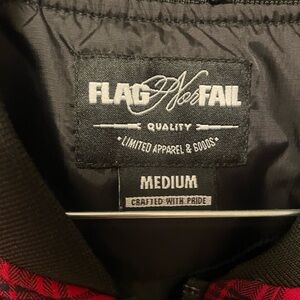 FLAG Nor FAIL
QUALITY
• LIMITED APPAREL & GOODS •
MEDIUM
CRAFTED WITH PRIDE